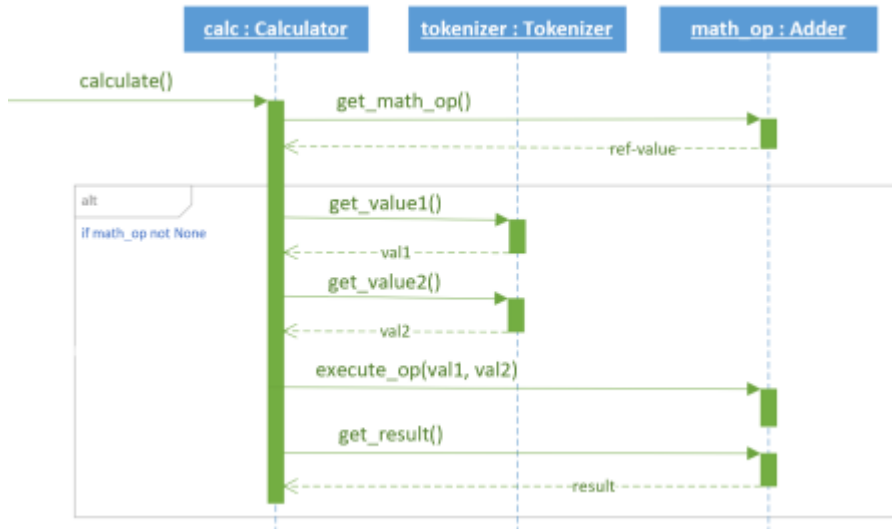 calc : Calculator
tokenizer : Tokenizer
math_op : Adder
calculate()
get_math_op()
ref-value
alt
get_value1()
if math_op not None
val1
get_value2()
val2
execute_op(val1, val2)
get_result()
result